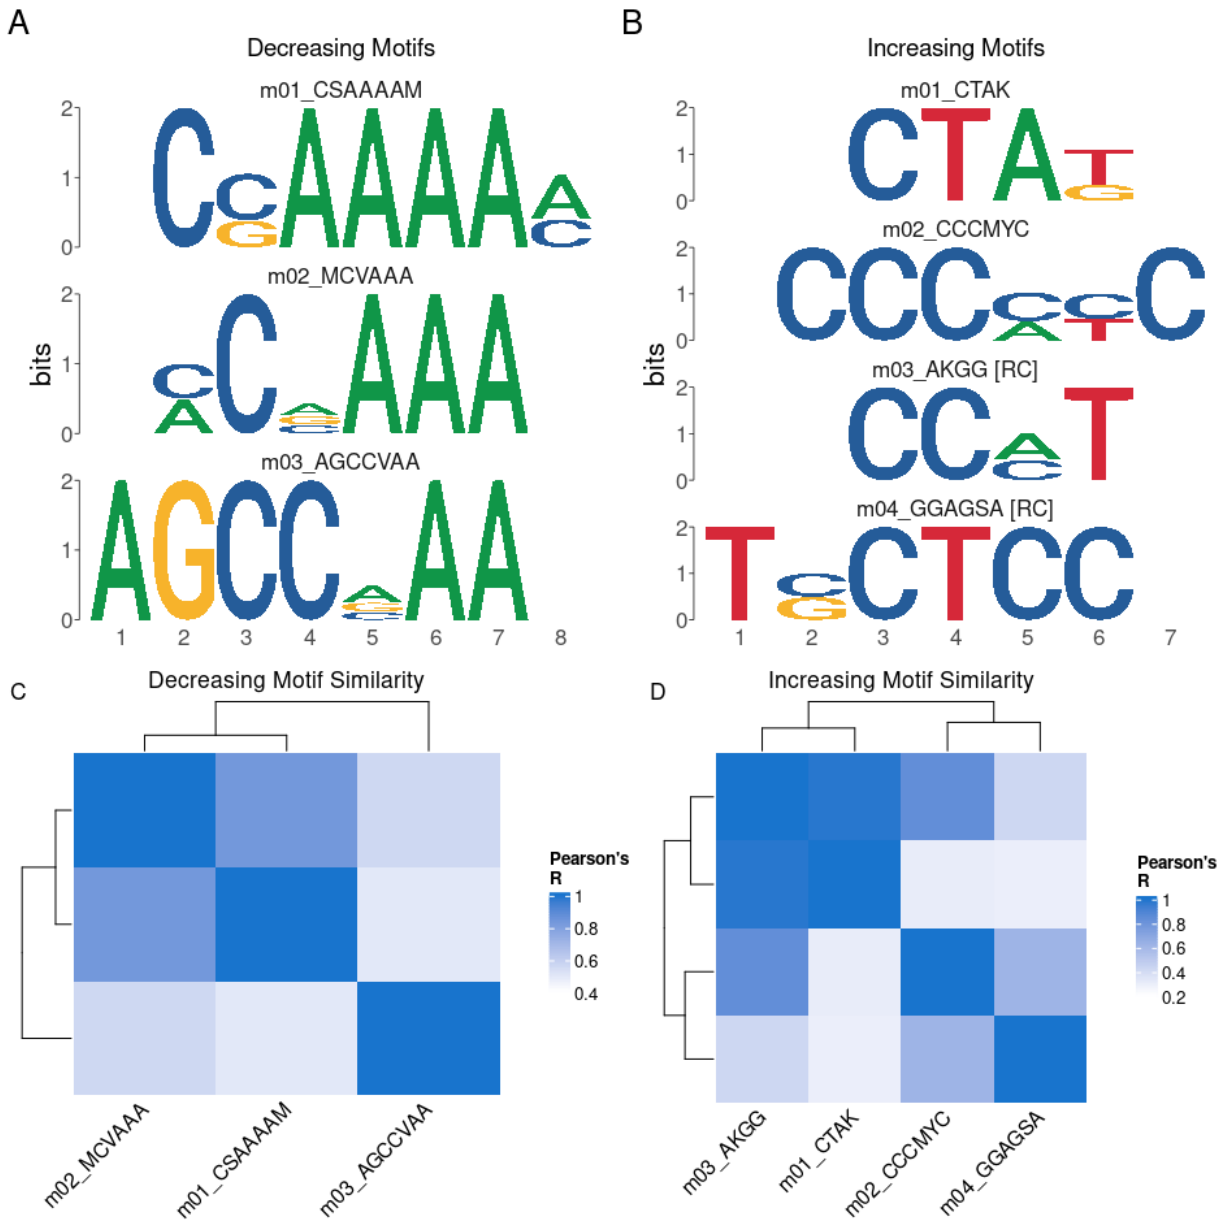 A
Decreasing Motifs
m01_CSAAAAM
2
1
0
C C G A A A A A C
m02_MCVAAA
2
1
0
C A C A G C A A A
m03_AGCCVAA
2
1
0
A G C C A G C A A
bits
1 2 3 4 5 6 7 8
B
Increasing Motifs
m01_CTAK
2
1
0
C T A T G
m02_CCCMYC
2
1
0
C C C C A C T C
m03_AKGG [RC]
2
1
0
C C A C T
m04_GGAGSA [RC]
2
1
0
T C G C T C C
bits
1 2 3 4 5 6 7
C
Decreasing Motif Similarity
Pearson's
R
1
0.8
0.6
0.4
m02_MCVAAA
m01_CSAAAAM
m03_AGCCVAA
D
Increasing Motif Similarity
Pearson's
R
1
0.8
0.6
0.4
0.2
m03_AKGG
m01_CTAK
m02_CCCMYC
m04_GGAGSA